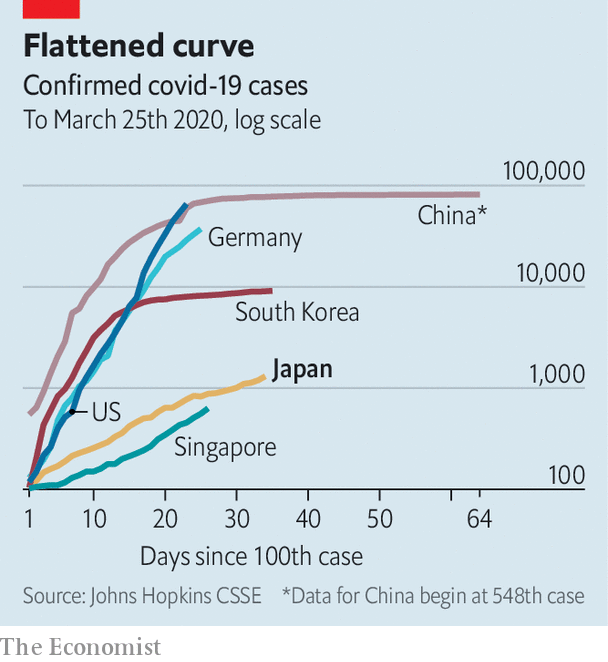 Flattened curve
Confirmed covid-19 cases
To March 25th 2020, log scale
100,000
China*
Germany
10,000
South Korea
Japan
1,000
US
Singapore
100
1 10 20 30 40 50 64
Days since 100th case
Source: Johns Hopkins CSSE *Data for China begin at 548th case
The Economist